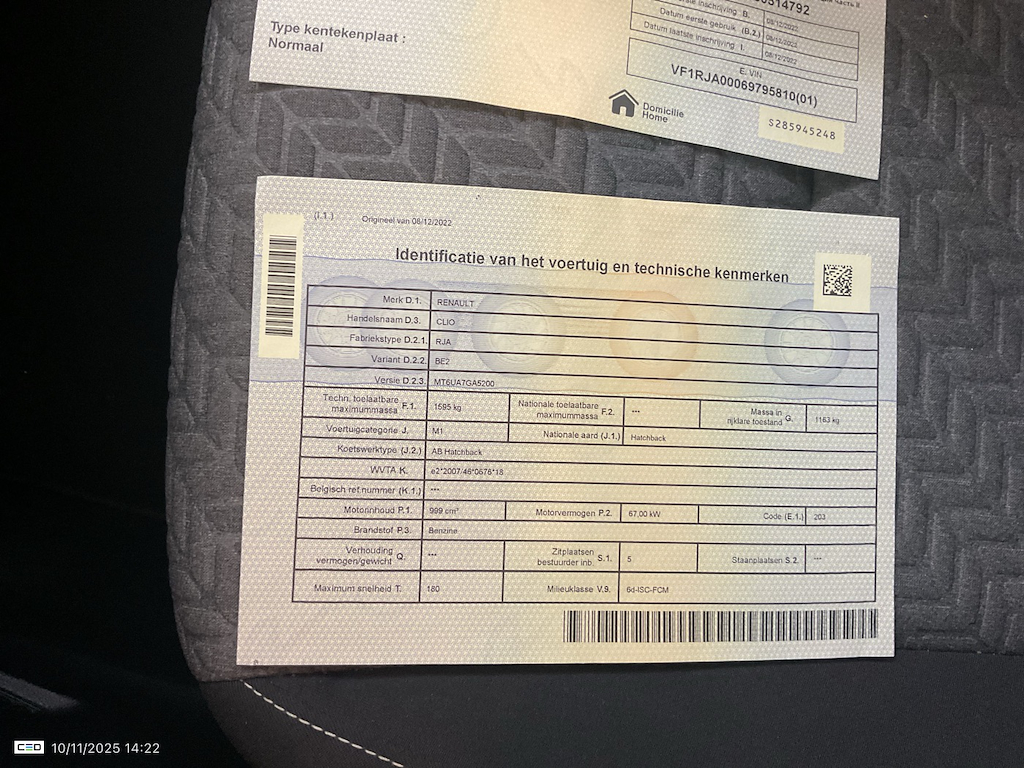 514792
Datum eerste gebruik (B.2.) 08/12/2022
Datum laatste inschrijving I. 08/12/2022
Type kentekenplaat :
Normaal
E. VIN
VF1RJA00069795810(01)
Domicilie
Home
S285945248
(I.1.) Origineel van 08/12/2022
Identificatie van het voertuig en technische kenmerken
Merk D.1. RENAULT
Handelsnaam D.3. CLIO
Fabriekstype D.2.1. RJA
Variant D.2.2. BE2
Versie D.2.3. MT6UA7GA5200
Techn. toelaatbare maximummassa F.1. 1595 kg Nationale toelaatbare maximummassa F.2. *** Massa in rijklare toestand G. 1163 kg
Voertuigcategorie J. M1 Nationale aard (J.1.) Hatchback
Koetswerktype (J.2.) AB Hatchback
WVTA K. e2*2007/46*0676*18
Belgisch ref.nummer (K.1.) ***
Motorinhoud P.1. 999 cm³ Motorvermogen P.2. 67,00 kW Code (E.1.) 203
Brandstof P.3. Benzine
Verhouding vermogen/gewicht Q. *** Zitplaatsen bestuurder inb. S.1. 5 Staanplaatsen S.2. ***
Maximum snelheid T. 180 Milieuklasse V.9. 6d-ISC-FCM
CEO 10/11/2025 14:22